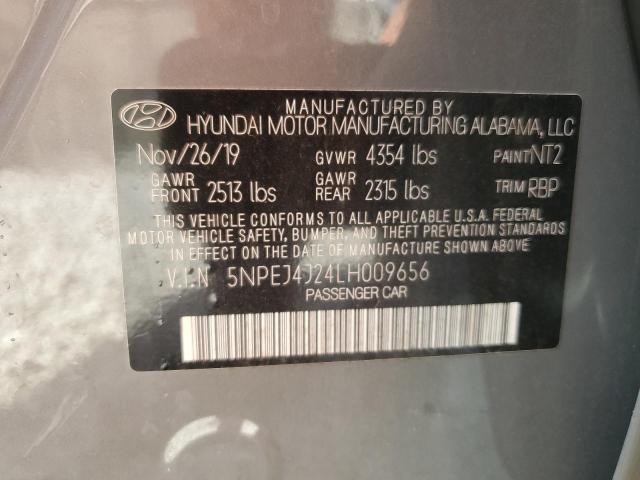 MANUFACTURED BY
HYUNDAI MOTOR MANUFACTURING ALABAMA, LLC
Nov/26/19 GVWR 4354 lbs PAINT NT2
GAWR FRONT 2513 lbs GAWR REAR 2315 lbs TRIM RBP
THIS VEHICLE CONFORMS TO ALL APPLICABLE U.S.A. FEDERAL
MOTOR VEHICLE SAFETY, BUMPER, AND THEFT PREVENTION STANDARDS
IN EFFECT ON THE DATE OF MANUFACTURE SHOWN ABOVE
V.I.N 5NPEJ4J24LH009656
PASSENGER CAR